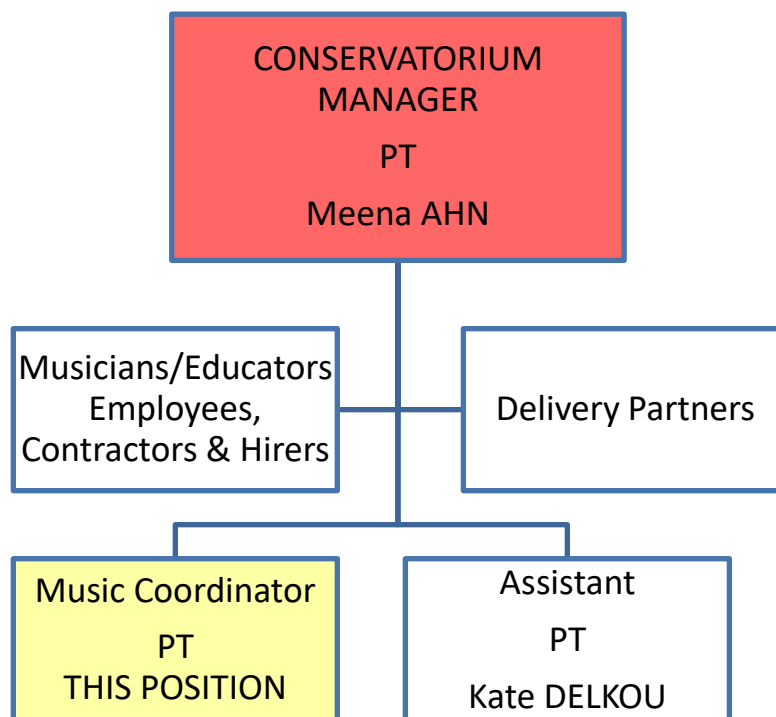 CONSERVATORIUM
MANAGER
PT
Meena AHN
Musicians/Educators
Employees,
Contractors & Hirers
Delivery Partners
Music Coordinator
PT
THIS POSITION
Assistant
PT
Kate DELKOU